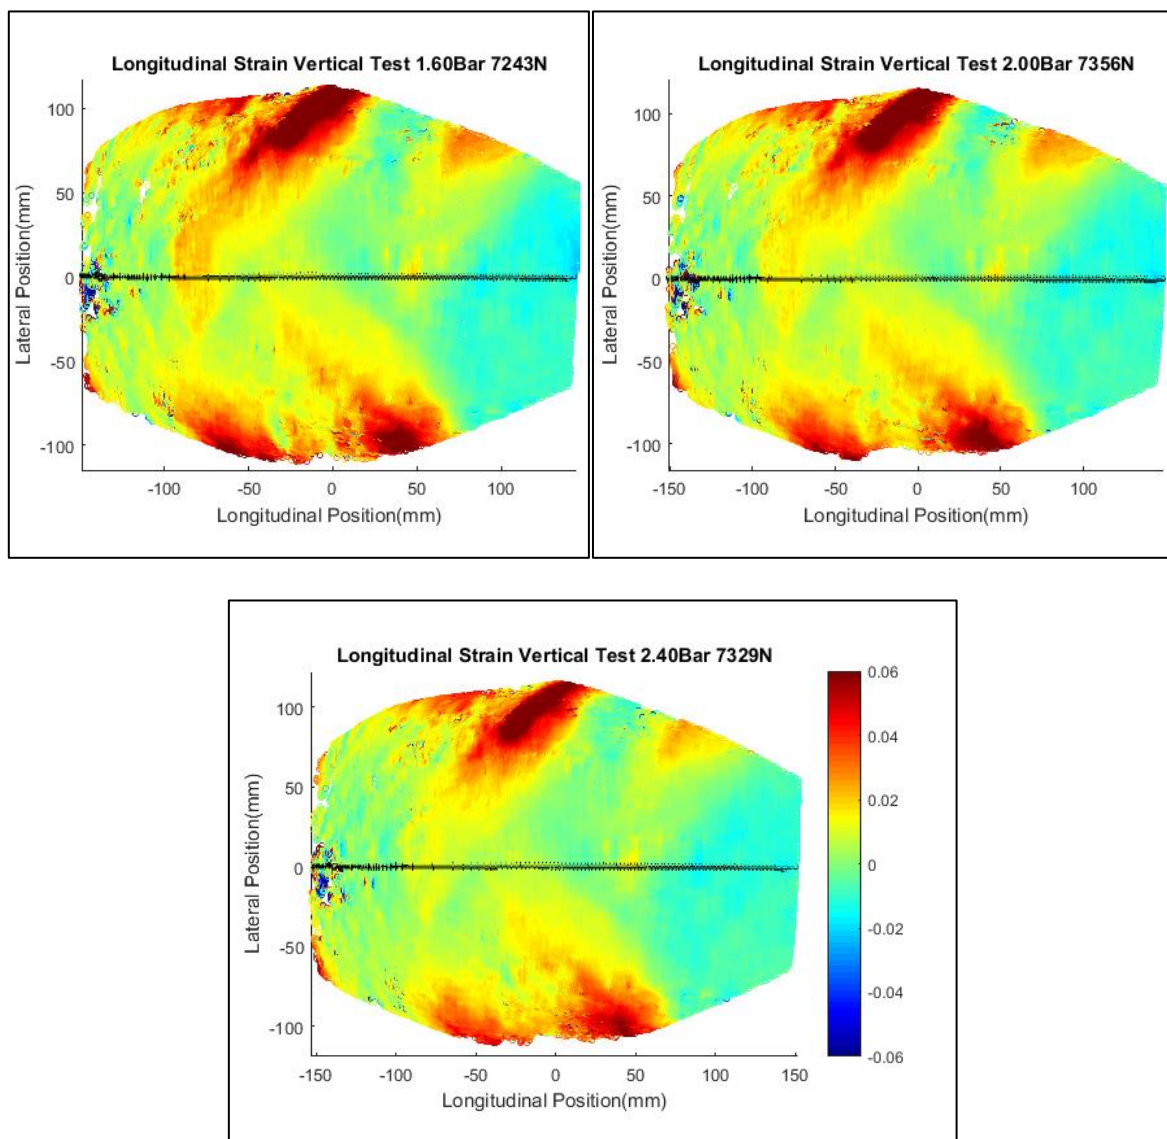 Longitudinal Strain Vertical Test 1.60Bar 7243N
100
50
0
-50
-100
Lateral Position(mm)
-100 -50 0 50 100
Longitudinal Position(mm)
Longitudinal Strain Vertical Test 2.00Bar 7356N
100
50
0
-50
-100
Lateral Position(mm)
-150 -100 -50 0 50 100
Longitudinal Position(mm)
Longitudinal Strain Vertical Test 2.40Bar 7329N
100
50
0
-50
-100
Lateral Position(mm)
-150 -100 -50 0 50 100 150
Longitudinal Position(mm)
0.06
0.04
0.02
0
-0.02
-0.04
-0.06